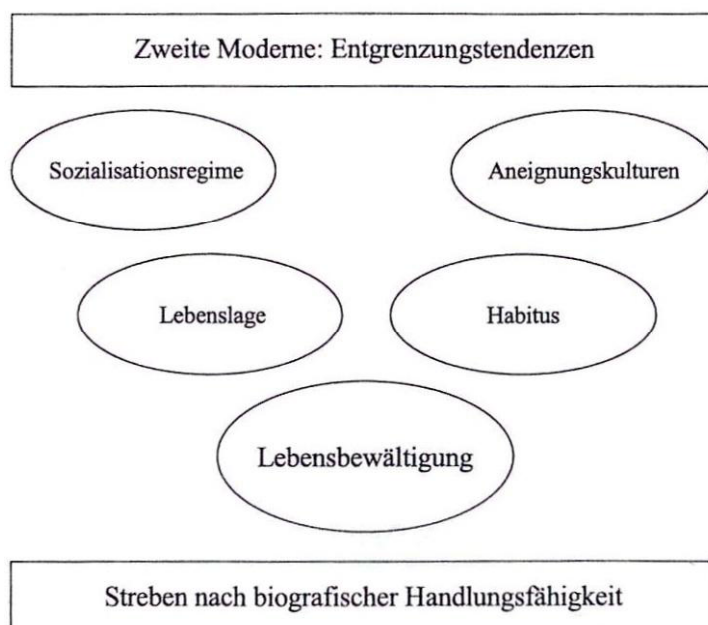 Zweite Moderne: Entgrenzungstendenzen
Sozialisationsregime
Aneignungskulturen
Lebenslage
Habitus
Lebensbewältigung
Streben nach biografischer Handlungsfähigkeit